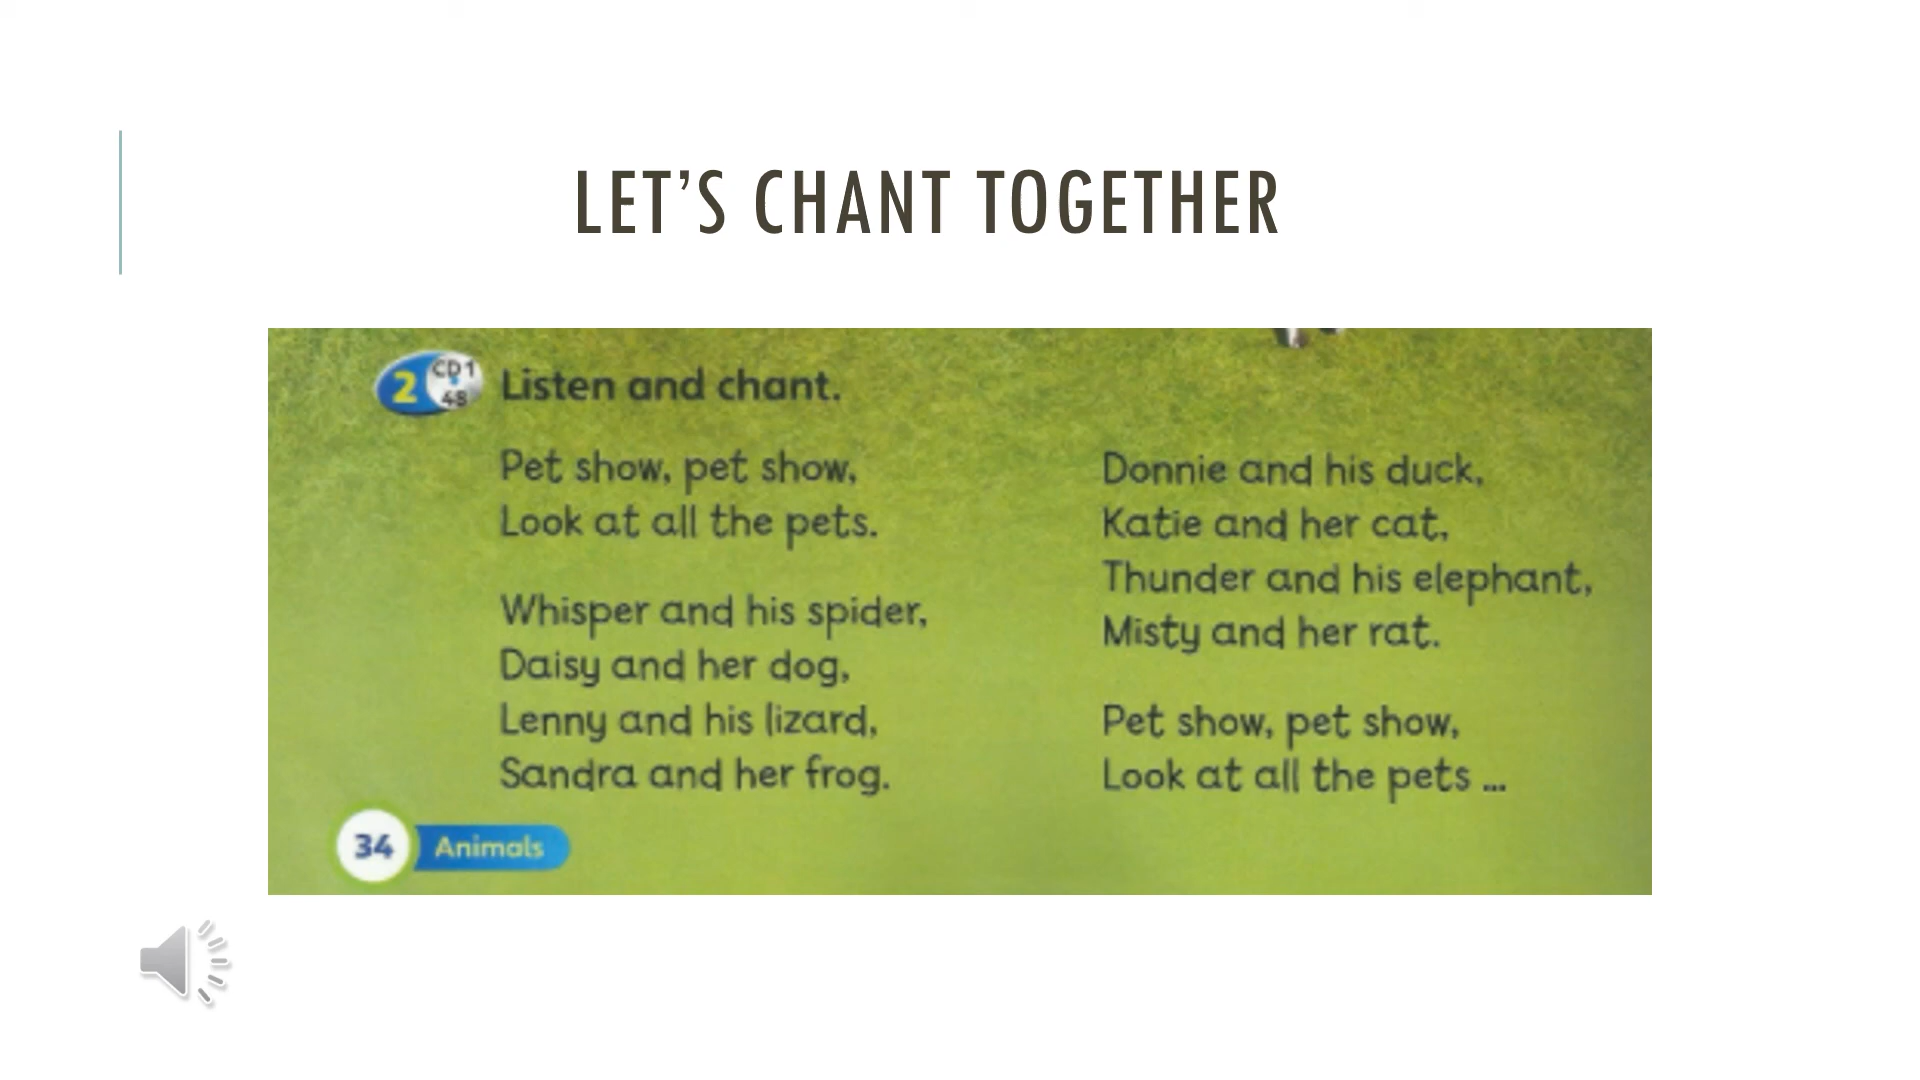 LET'S CHANT TOGETHER
2 CD1 48 Listen and chant.
Pet show, pet show,
Look at all the pets.
Whisper and his spider,
Daisy and her dog,
Lenny and his lizard,
Sandra and her frog.
Donnie and his duck,
Katie and her cat,
Thunder and his elephant,
Misty and her rat.
Pet show, pet show,
Look at all the pets ...
34 Animals